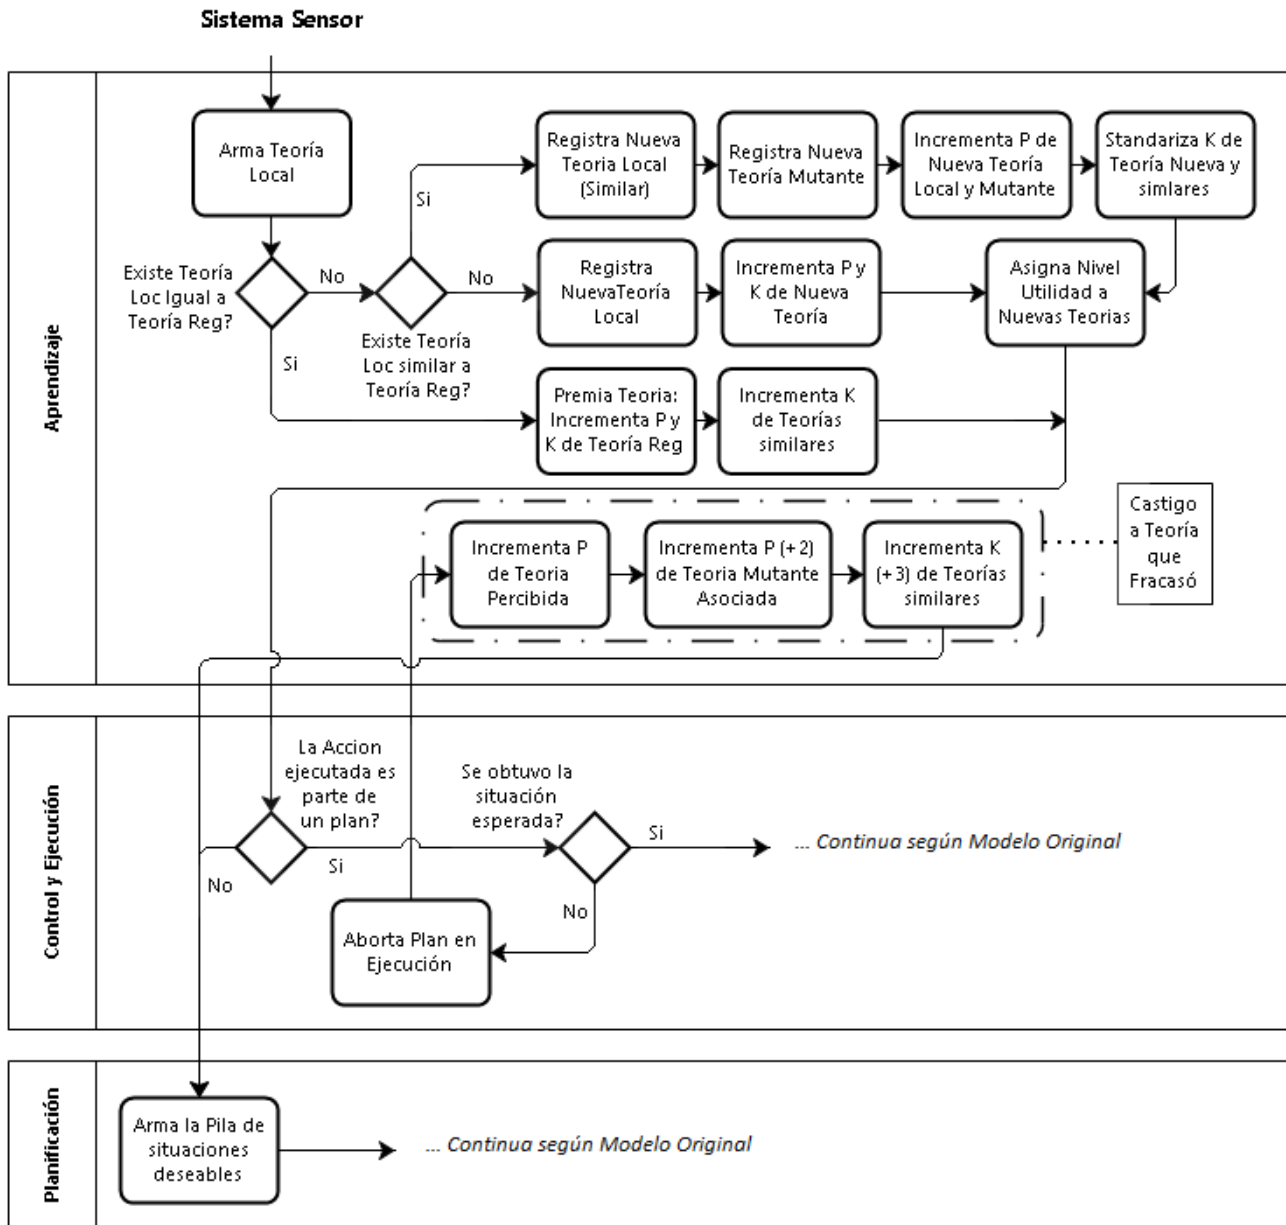 Sistema Sensor
Aprendizaje
Arma Teoría
Local
Existe Teoría
Loc Igual a
Teoría Reg?
No
Si
Si
No
Existe Teoría
Loc similar a
Teoría Reg?
Registra Nueva
Teoria Local
(Similar)
Registra Nueva
Teoría Mutante
Incrementa P de
Nueva Teoría
Local y Mutante
Standariza K de
Teoría Nueva y
simlares
Registra
NuevaTeoría
Local
Incrementa P y
K de Nueva
Teoría
Asigna Nivel
Utilidad a
Nuevas Teorias
Premia Teoria:
Incrementa P y
K de Teoría Reg
Incrementa K
de Teorías
similares
Incrementa P
de Teoria
Percibida
Incrementa P (+2)
de Teoria Mutante
Asociada
Incrementa K
(+3) de Teorías
similares
Castigo
a Teoría
que
Fracasó
Control y Ejecución
La Accion
ejecutada es
parte de
un plan?
Se obtuvo la
situación
esperada?
No
Si
Si
No
... Continua según Modelo Original
Aborta Plan en
Ejecución
Planificación
Arma la Pila de
situaciones
deseables
... Continua según Modelo Original